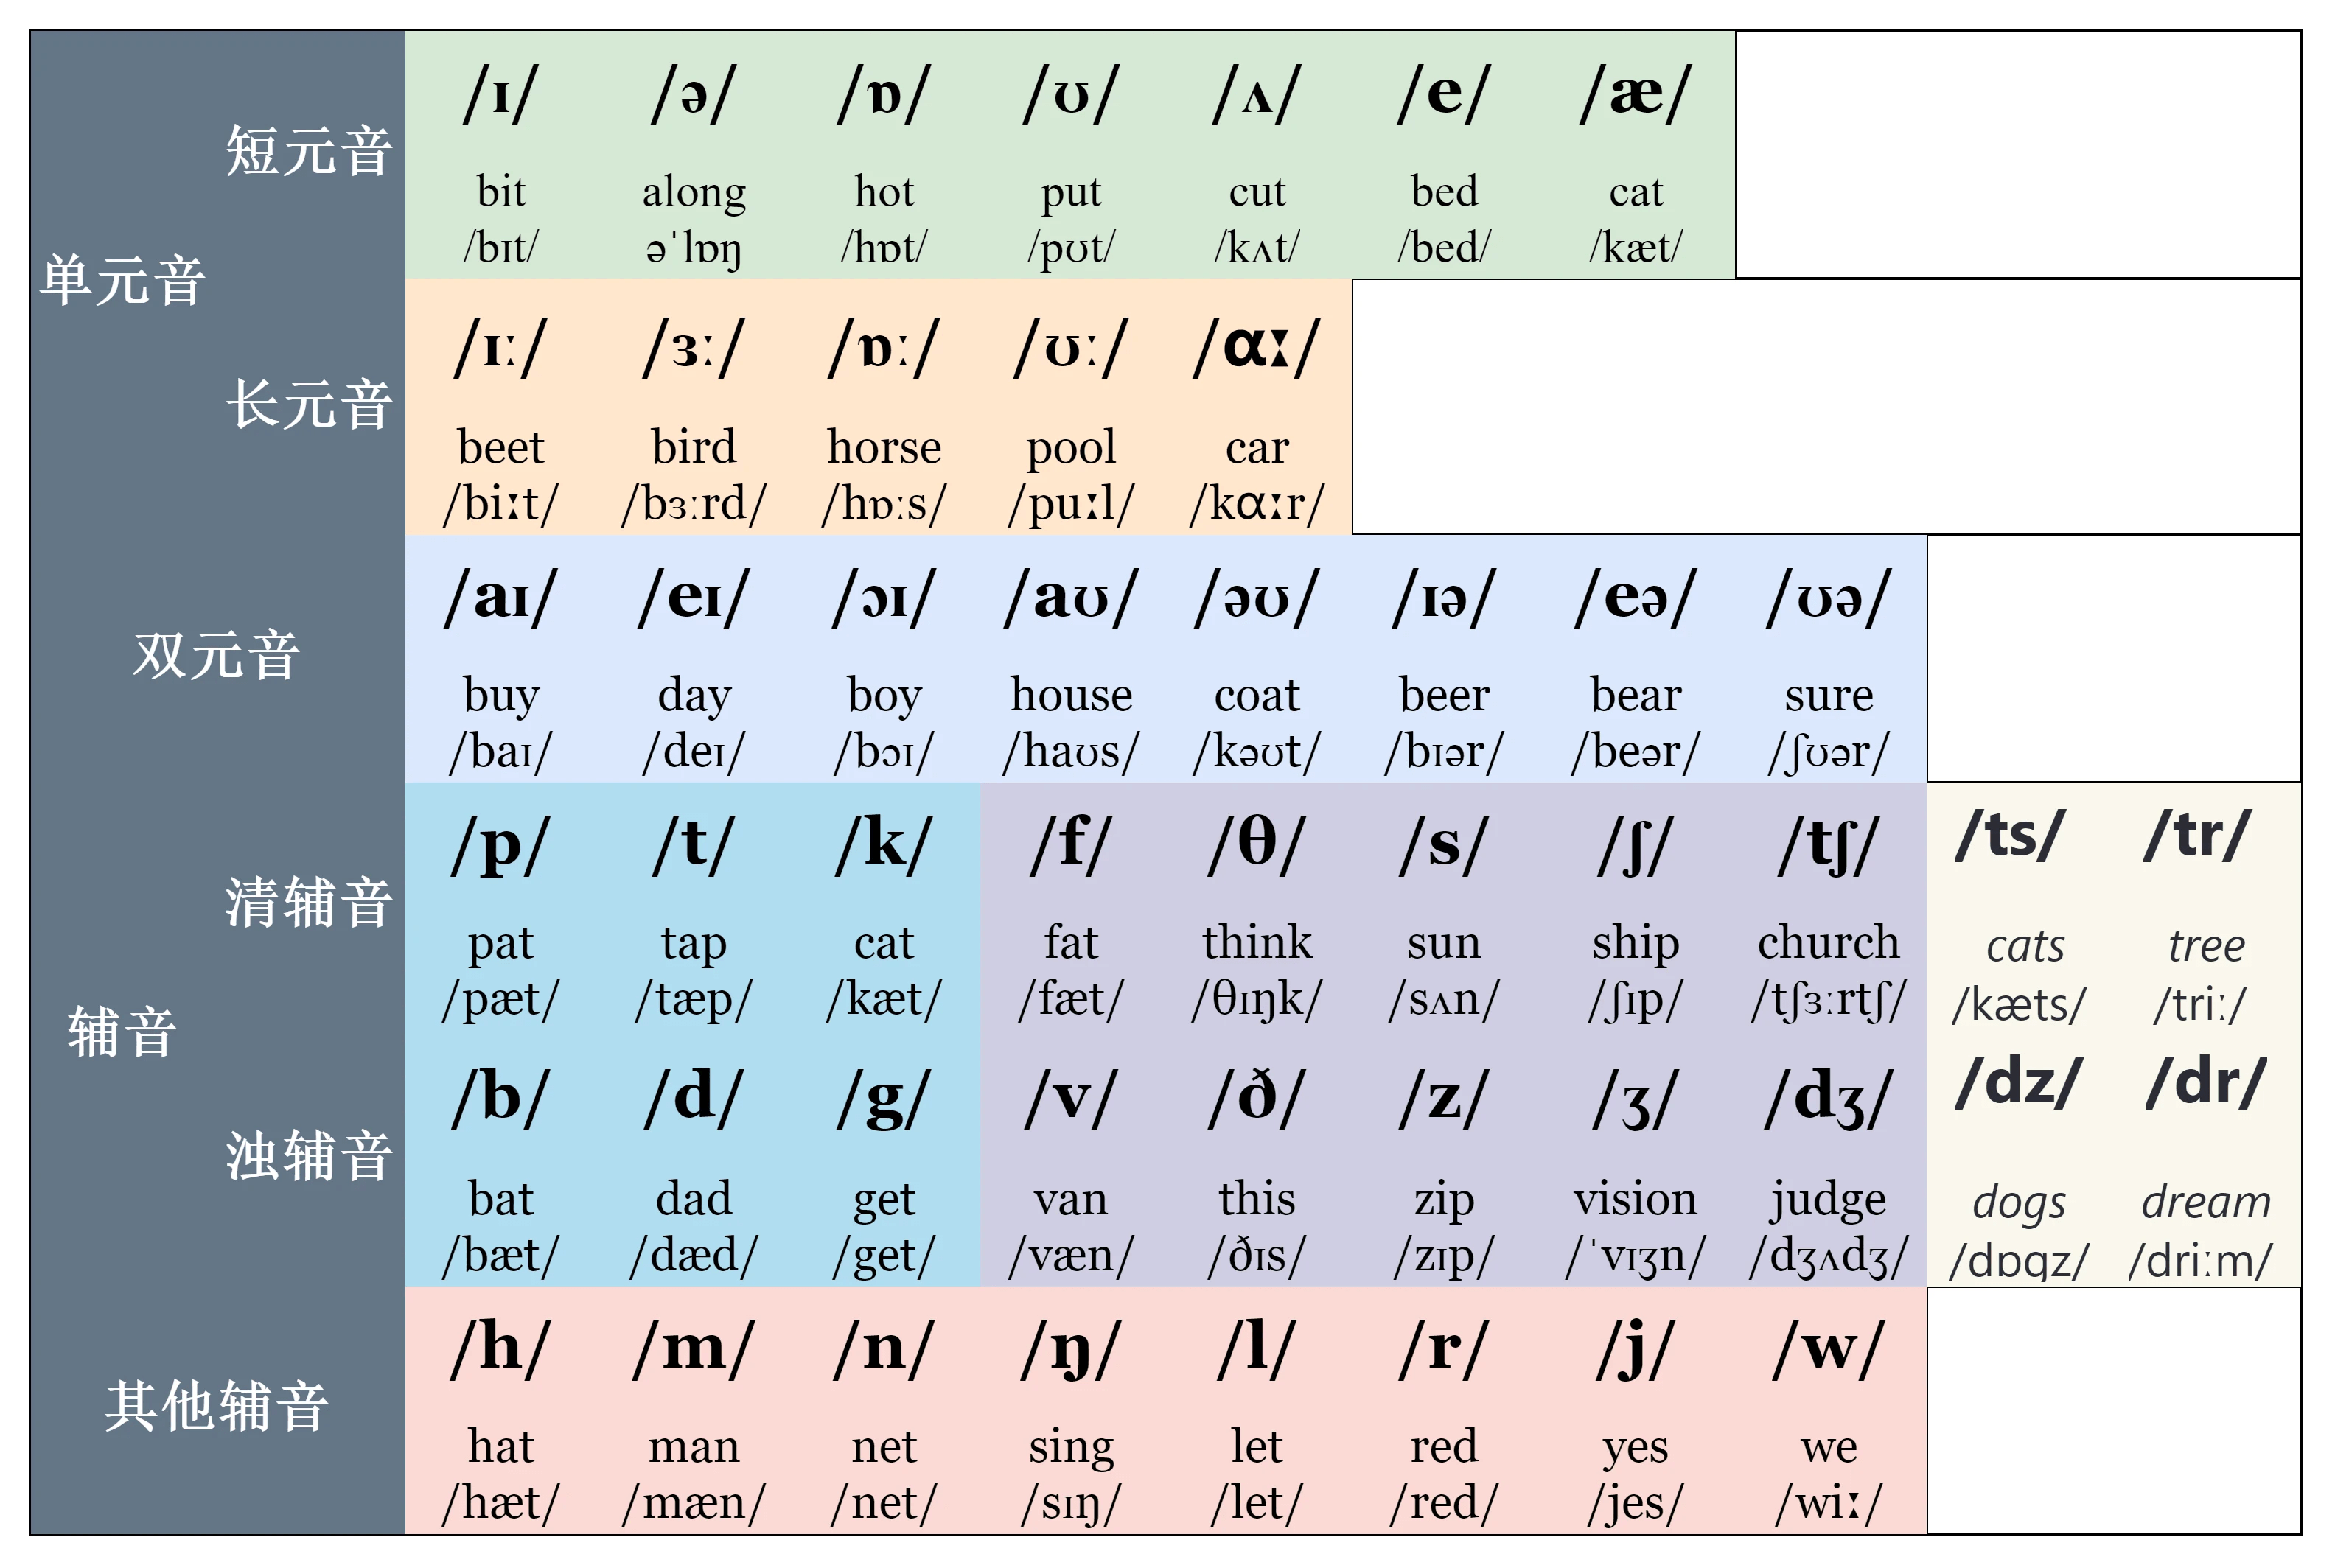 短元音
/ɪ/ /ə/ /ɒ/ /ʊ/ /ʌ/ /e/ /æ/
bit along hot put cut bed cat
/bɪt/ əˈlɒŋ /hɒt/ /pʊt/ /kʌt/ /bed/ /kæt/
单元音
长元音
/ɪː/ /ɜː/ /ɒː/ /ʊː/ /ɑː/
beet bird horse pool car
/biːt/ /bɜːrd/ /hɒːs/ /puːl/ /kɑːr/
双元音
/aɪ/ /eɪ/ /ɔɪ/ /aʊ/ /əʊ/ /ɪə/ /eə/ /ʊə/
buy day boy house coat beer bear sure
/baɪ/ /deɪ/ /bɔɪ/ /haʊs/ /kəʊt/ /bɪər/ /beər/ /ʃʊər/
清辅音
/p/ /t/ /k/ /f/ /θ/ /s/ /ʃ/ /tʃ/ /ts/ /tr/
pat tap cat fat think sun ship church cats tree
/pæt/ /tæp/ /kæt/ /fæt/ /θɪŋk/ /sʌn/ /ʃɪp/ /tʃɜːrtʃ/ /kæts/ /triː/
辅音
浊辅音
/b/ /d/ /g/ /v/ /ð/ /z/ /ʒ/ /dʒ/ /dz/ /dr/
bat dad get van this zip vision judge dogs dream
/bæt/ /dæd/ /get/ /væn/ /ðɪs/ /zɪp/ /ˈvɪʒn/ /dʒʌdʒ/ /dɒgz/ /driːm/
其他辅音
/h/ /m/ /n/ /ŋ/ /l/ /r/ /j/ /w/
hat man net sing let red yes we
/hæt/ /mæn/ /net/ /sɪŋ/ /let/ /red/ /jes/ /wiː/